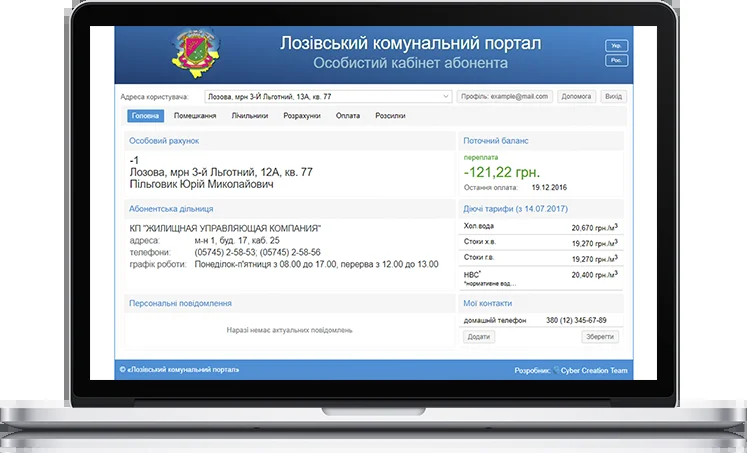 Лозівський комунальний портал
Особистий кабінет абонента
Укр.
Рос.
Адреса користувача: Лозова, мрн 3-Й Льготний, 13А, кв. 77 Профіль: example@mail.com Допомога Вихід
Головна Помешкання Лічильники Розрахунки Оплата Розсилки
Особовий рахунок
-1
Лозова, мрн 3-й Льготний, 12А, кв. 77
Пільговик Юрій Миколайович
Поточний баланс
переплата
-121,22 грн.
Остання оплата: 19.12.2016
Абонентська дільниця
КП "ЖИЛИЩНАЯ УПРАВЛЯЮЩАЯ КОМПАНИЯ"
адреса: м-н 1, буд. 17, каб. 25
телефони: (05745) 2-58-53; (05745) 2-58-56
графік роботи: Понеділок-п'ятниця з 08.00 до 17.00, перерва з 12.00 до 13.00
Діючі тарифи (з 14.07.2017)
Хол.вода 20,670 грн./м³
Стоки х.в. 19,270 грн./м³
Стоки г.в. 19,270 грн./м³
НВС* 20,400 грн./м³
*нормативне вод...
Персональні повідомлення
Наразі немає актуальних повідомлень
Мої контакти
домашній телефон 380 (12) 345-67-89
Додати Зберегти
© «Лозівський комунальний портал» Розробник: Cyber Creation Team